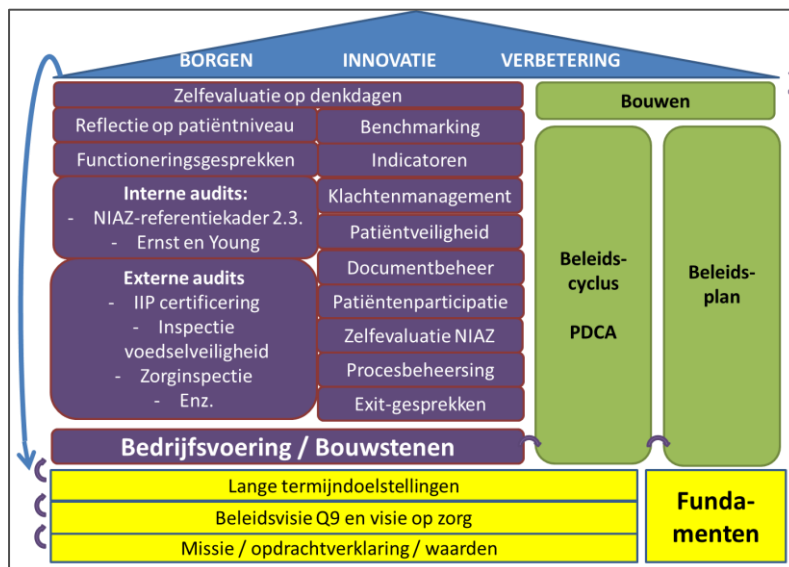 BORGEN INNOVATIE VERBETERING
Zelfevaluatie op denkdagen
Bouwen
Reflectie op patiëntniveau
Functioneringsgesprekken
Interne audits:
- NIAZ-referentiekader 2.3.
- Ernst en Young
Externe audits
- IIP certificering
- Inspectie
voedselveiligheid
- Zorginspectie
- Enz.
Benchmarking
Indicatoren
Klachtenmanagement
Patiëntveiligheid
Documentbeheer
Patiëntenparticipatie
Zelfevaluatie NIAZ
Procesbeheersing
Exit-gesprekken
Beleids-
cyclus
PDCA
Beleids-
plan
Bedrijfsvoering / Bouwstenen
Lange termijndoelstellingen
Beleidsvisie Q9 en visie op zorg
Missie / opdrachtverklaring / waarden
Funda-
menten